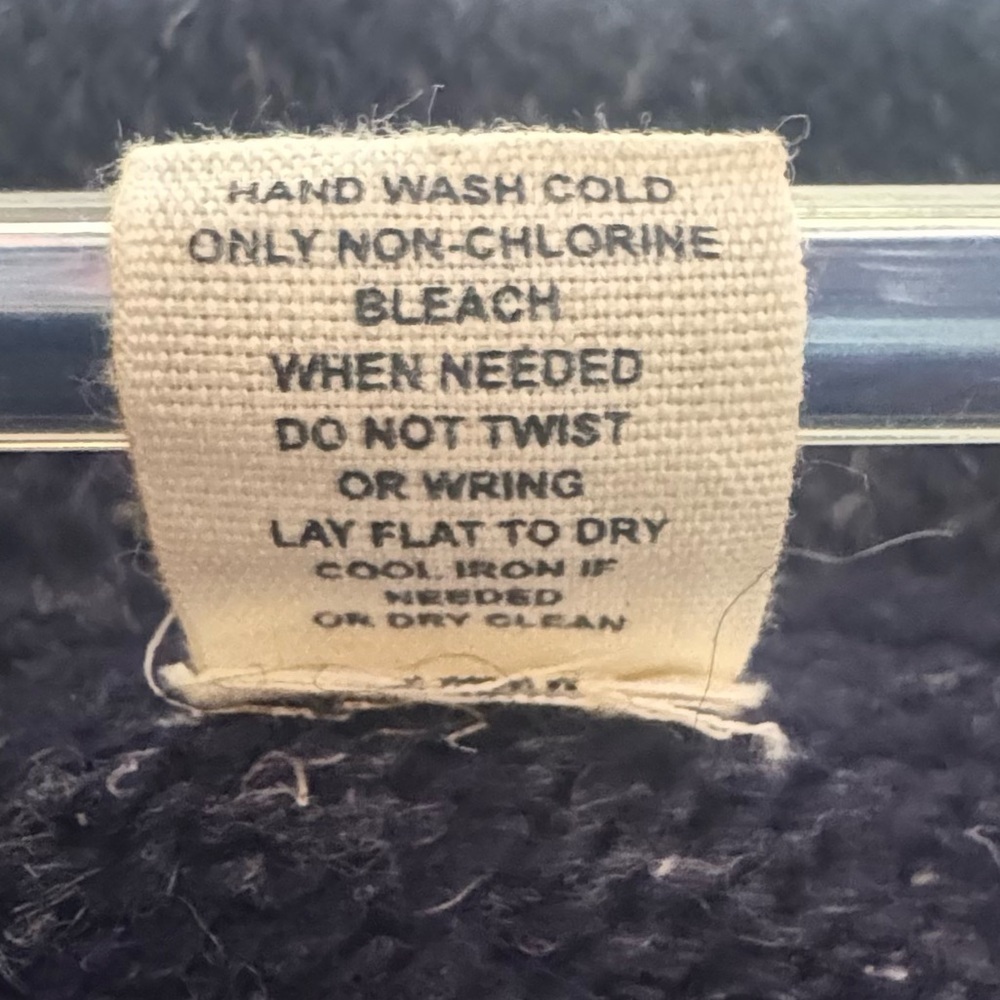 HAND WASH COLD
ONLY NON-CHLORINE
BLEACH
WHEN NEEDED
DO NOT TWIST
OR WRING
LAY FLAT TO DRY
COOL IRON IF
NEEDED
OR DRY CLEAN